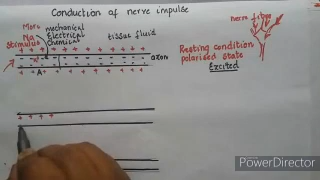 Conduction of nerve impulse
More mechanical
Na Electrical
Stimulus Chemical
tissue fluid
nerve fibre
+ + + + + + + + + +
- - - - - - - - - axon
+ + A + + + + + + + +
Resting condition
polarised state
Excited
+ + + +
PowerDirector